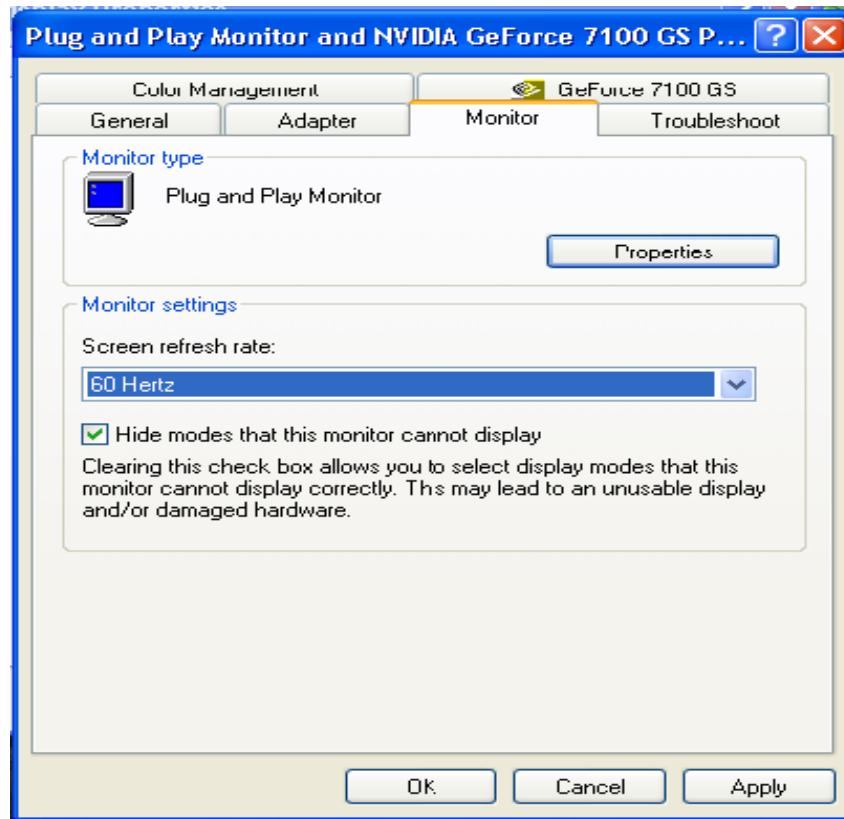 Plug and Play Monitor and NVIDIA GeForce 7100 GS P...
Color Management
GeForce 7100 GS
General
Adapter
Monitor
Troubleshoot
Monitor type
Plug and Play Monitor
Properties
Monitor settings
Screen refresh rate:
60 Hertz
Hide modes that this monitor cannot display
Clearing this check box allows you to select display modes that this
monitor cannot display correctly. Ths may lead to an unusable display
and/or damaged hardware.
OK
Cancel
Apply